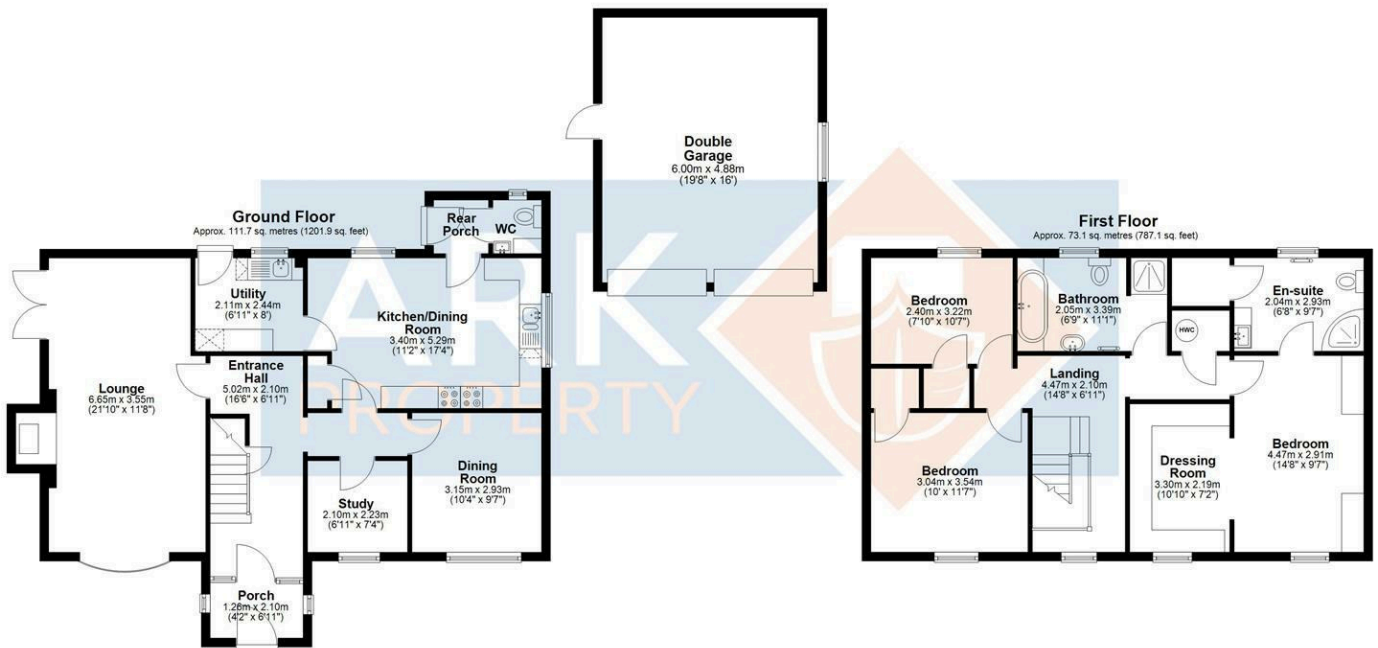 Ground Floor
Approx. 111.7 sq. metres (1201.9 sq. feet)
Utility
2.11m x 2.44m
(6'11" x 8')
Rear
Porch
WC
Kitchen/Dining
Room
3.40m x 5.29m
(11'2" x 17'4")
Entrance
Hall
5.02m x 2.10m
(16'6" x 6'11")
Lounge
6.65m x 3.55m
(21'10" x 11'8")
Study
2.10m x 2.23m
(6'11" x 7'4")
Dining
Room
3.15m x 2.93m
(10'4" x 9'7")
Porch
1.26m x 2.10m
(4'2" x 6'11")
Double
Garage
6.00m x 4.88m
(19'8" x 16')
First Floor
Approx. 73.1 sq. metres (787.1 sq. feet)
Bedroom
2.40m x 3.22m
(7'10" x 10'7")
Bathroom
2.05m x 3.39m
(6'9" x 11'1")
HWC
En-suite
2.04m x 2.93m
(6'8" x 9'7")
Landing
4.47m x 2.10m
(14'8" x 6'11")
Bedroom
3.04m x 3.54m
(10' x 11'7")
Dressing
Room
3.30m x 2.19m
(10'10" x 7'2")
Bedroom
4.47m x 2.91m
(14'8" x 9'7")
ARK
PROPERTY